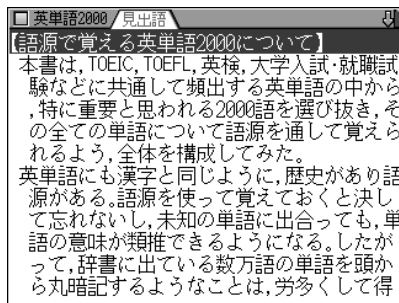 英単語2000 見出語
【語源で覚える英単語2000について】
本書は,TOEIC,TOEFL,英検,大学入試・就職試
験などに共通して頻出する英単語の中から
,特に重要と思われる2000語を選び抜き,そ
の全ての単語について語源を通して覚えら
れるよう,全体を構成してみた。
英単語にも漢字と同じように,歴史があり語
源がある。語源を使って覚えておくと決し
て忘れないし,未知の単語に出合っても,単
語の意味が類推できるようになる。したが
って,辞書に出ている数万語の単語を頭か
ら丸暗記するようなことは,労多くして得